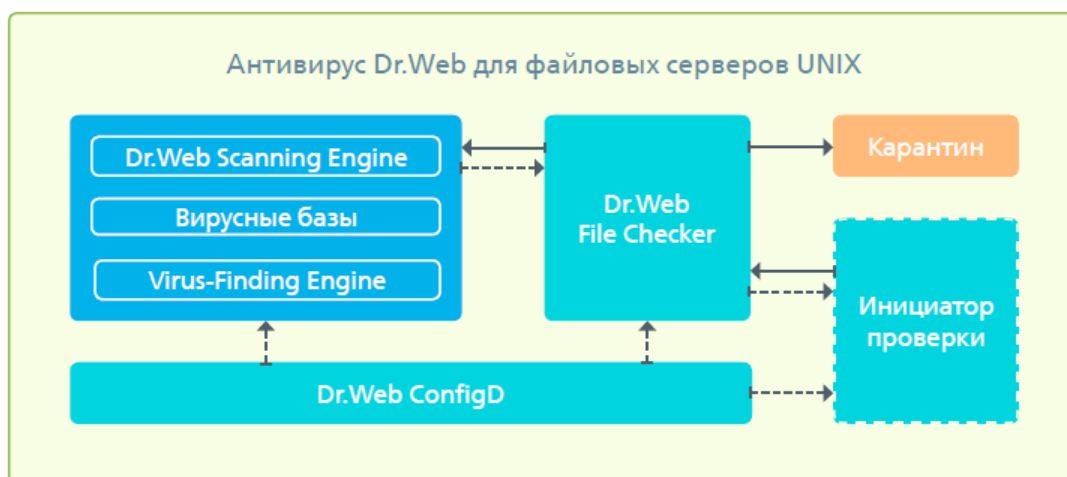 Антивирус Dr.Web для файловых серверов UNIX
Dr.Web Scanning Engine
Вирусные базы
Virus-Finding Engine
Dr.Web
File Checker
Карантин
Инициатор
проверки
Dr.Web ConfigD